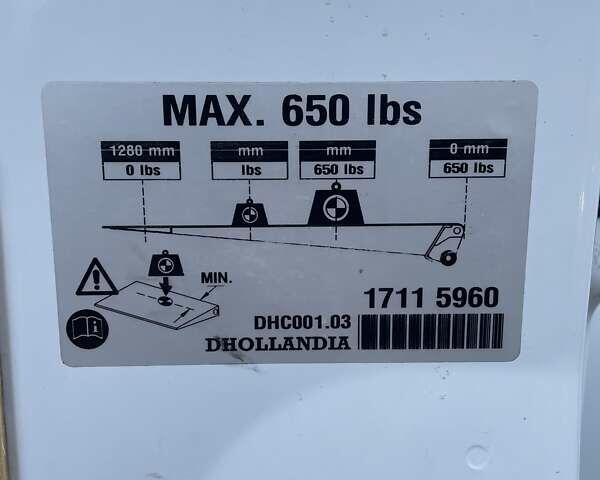 MAX. 650 lbs
1280 mm
0 lbs
mm
lbs
mm
650 lbs
0 mm
650 lbs
MIN.
1711 5960
DHC001.03
DHOLLANDIA